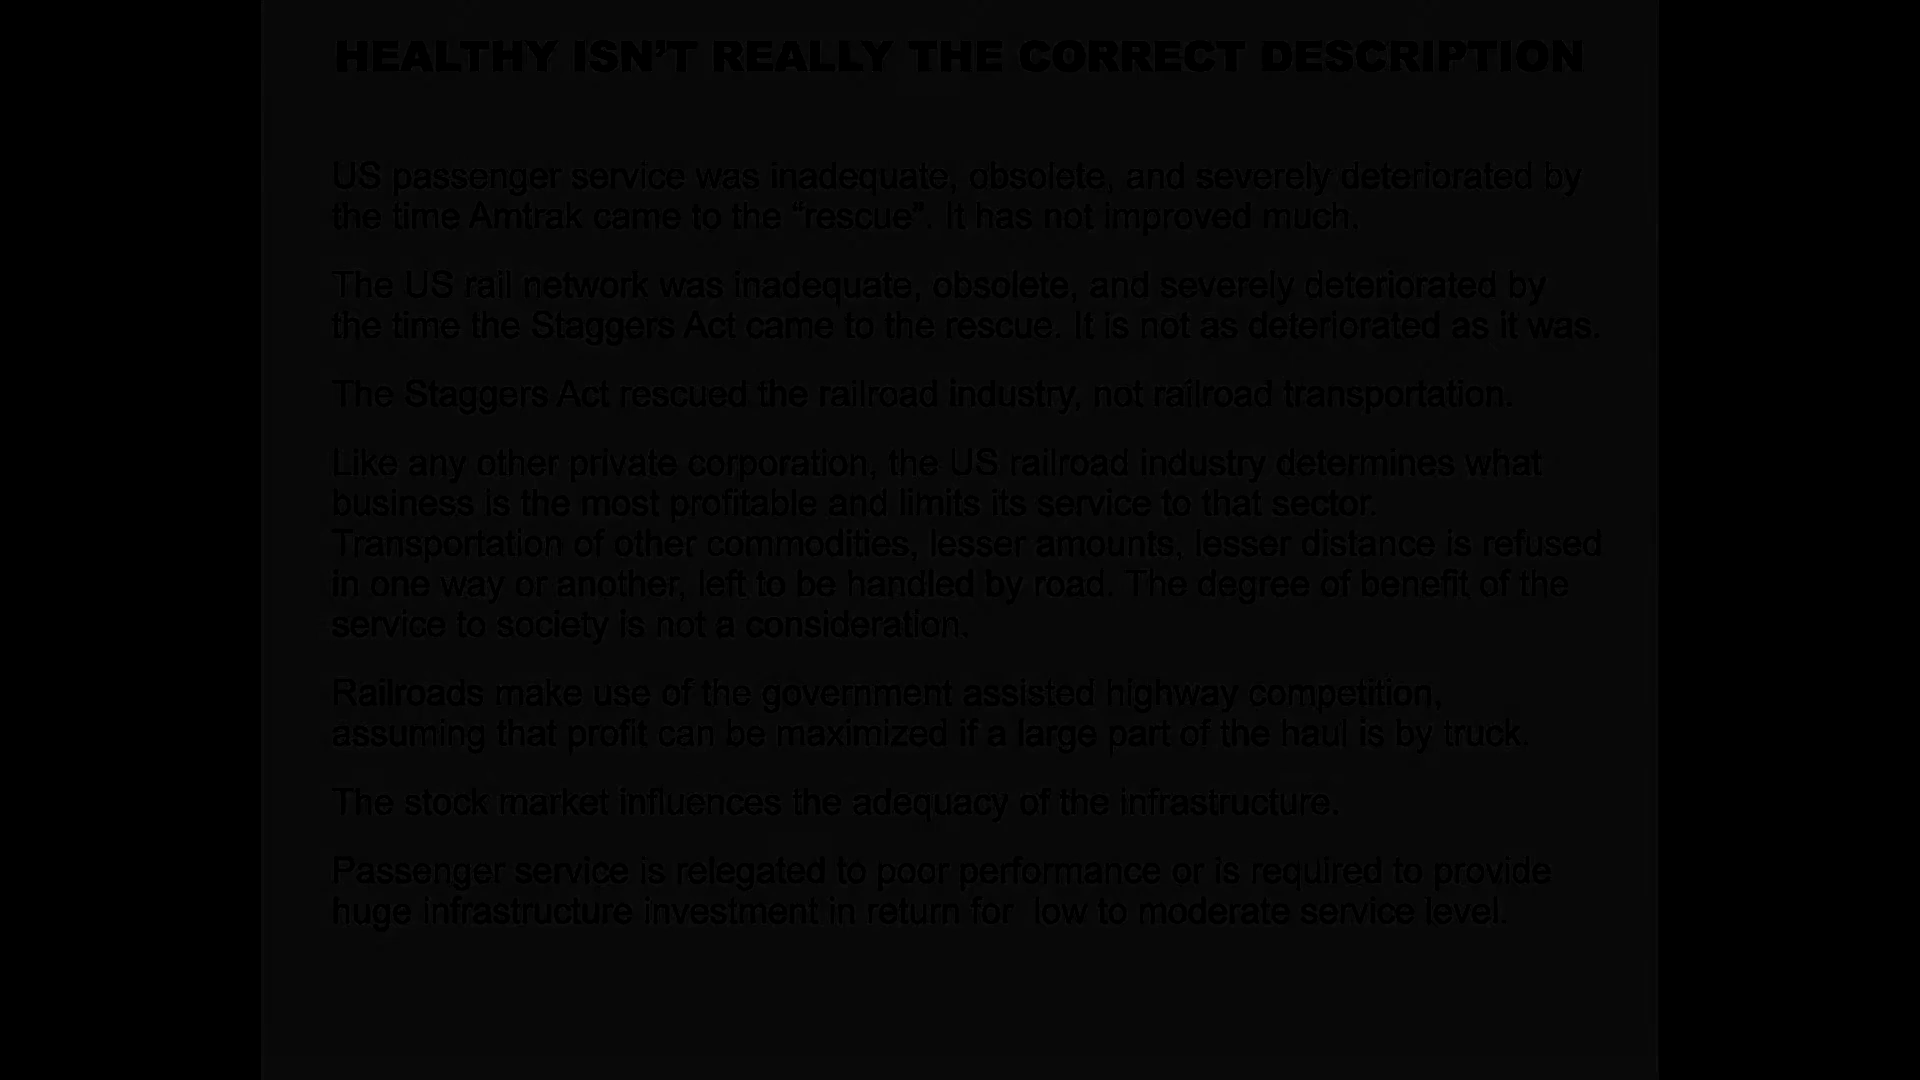 HEALTHY ISN’T REALLY THE CORRECT DESCRIPTION
US passenger service was inadequate, obsolete, and severely deteriorated by
the time Amtrak came to the “rescue”. It has not improved much.
The US rail network was inadequate, obsolete, and severely deteriorated by
the time the Staggers Act came to the rescue. It is not as deteriorated as it was.
The Staggers Act rescued the railroad industry, not railroad transportation.
Like any other private corporation, the US railroad industry determines what
business is the most profitable and limits its service to that sector.
Transportation of other commodities, lesser amounts, lesser distance is refused
in one way or another, left to be handled by road. The degree of benefit of the
service to society is not a consideration.
Railroads make use of the government assisted highway competition,
assuming that profit can be maximized if a large part of the haul is by truck.
The stock market influences the adequacy of the infrastructure.
Passenger service is relegated to poor performance or is required to provide
huge infrastructure investment in return for  low to moderate service level.